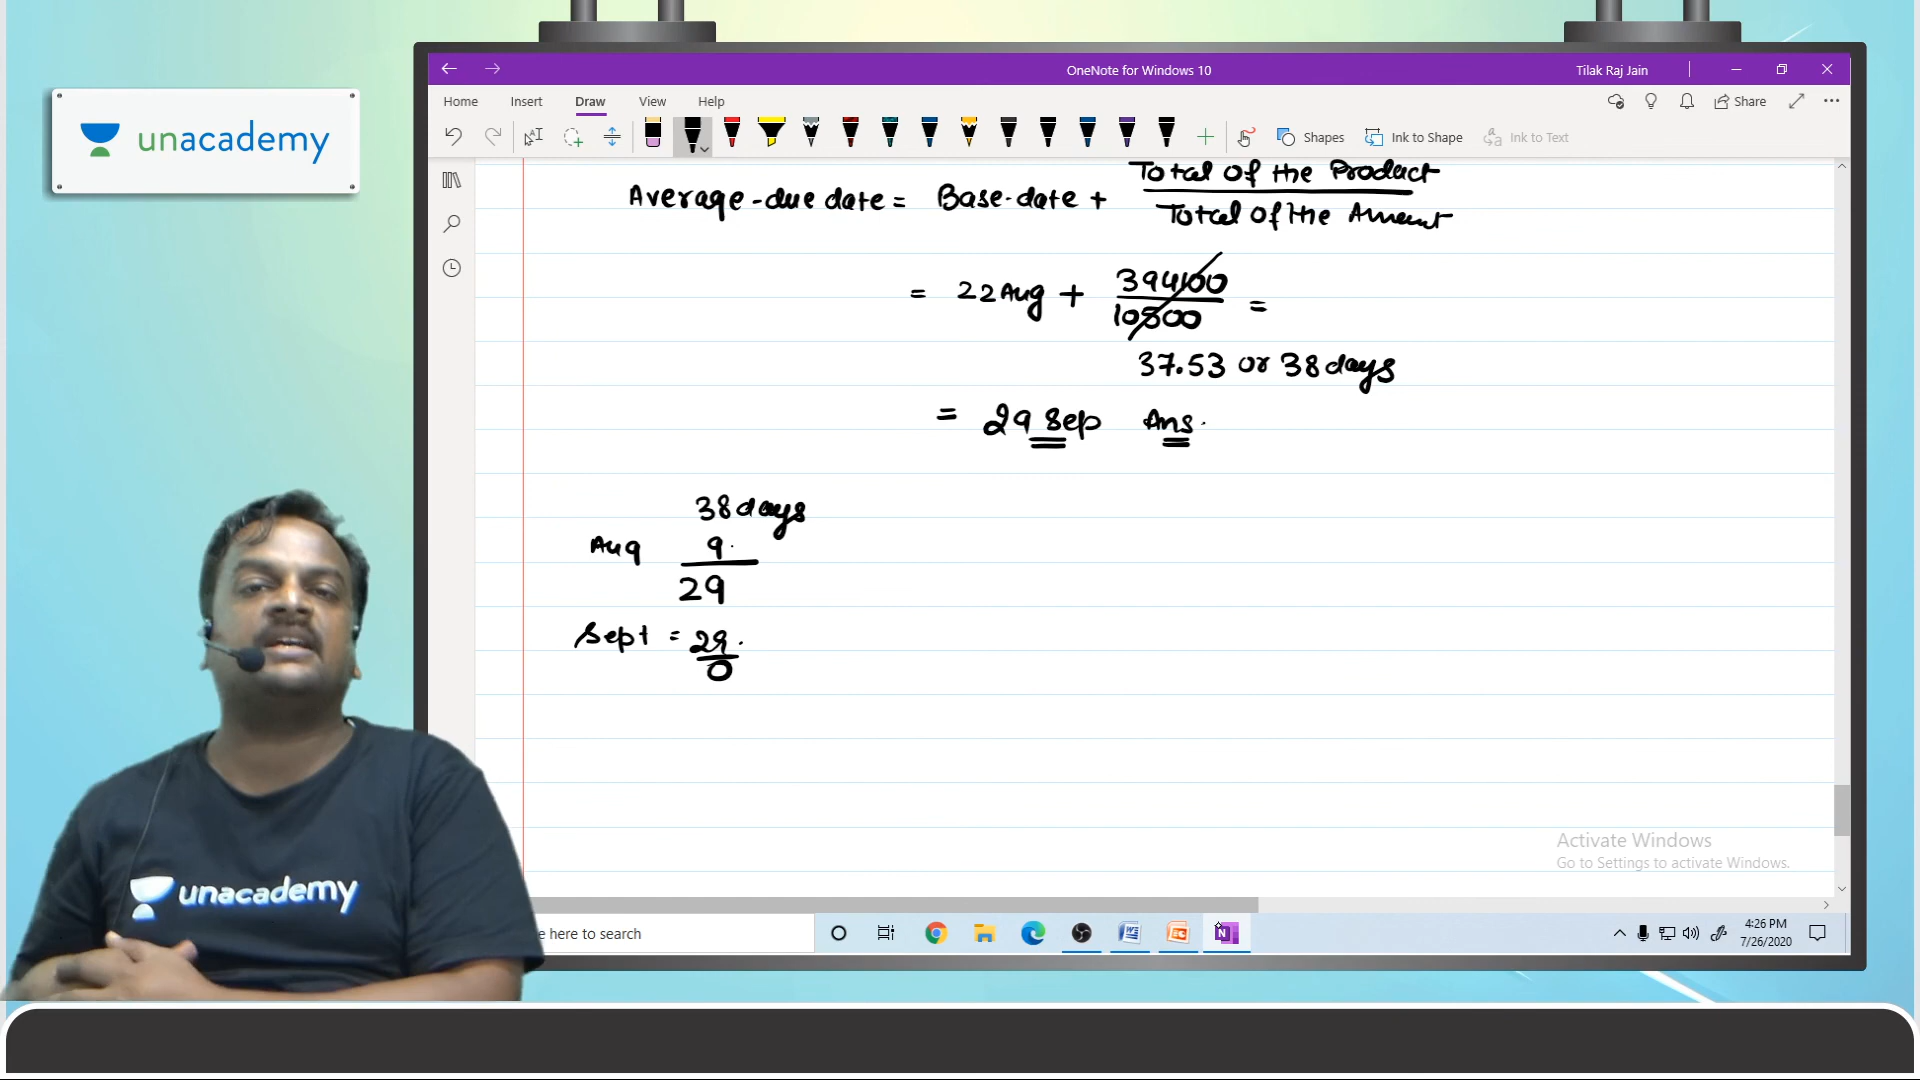 unacademy
OneNote for Windows 10
Tilak Raj Jain
Home Insert Draw View Help
Share
Shapes Ink to Shape Ink to Text
Average-due date = Base-date + Total of the Product
Total of the Amount
= 22 Aug + 394100
10500 =
37.53 or 38 days
= 29 Sep Ans.
38 days
Aug 9
29
Sept = 29
0
unacademy
Activate Windows
Go to Settings to activate Windows.
e here to search
4:26 PM
7/26/2020